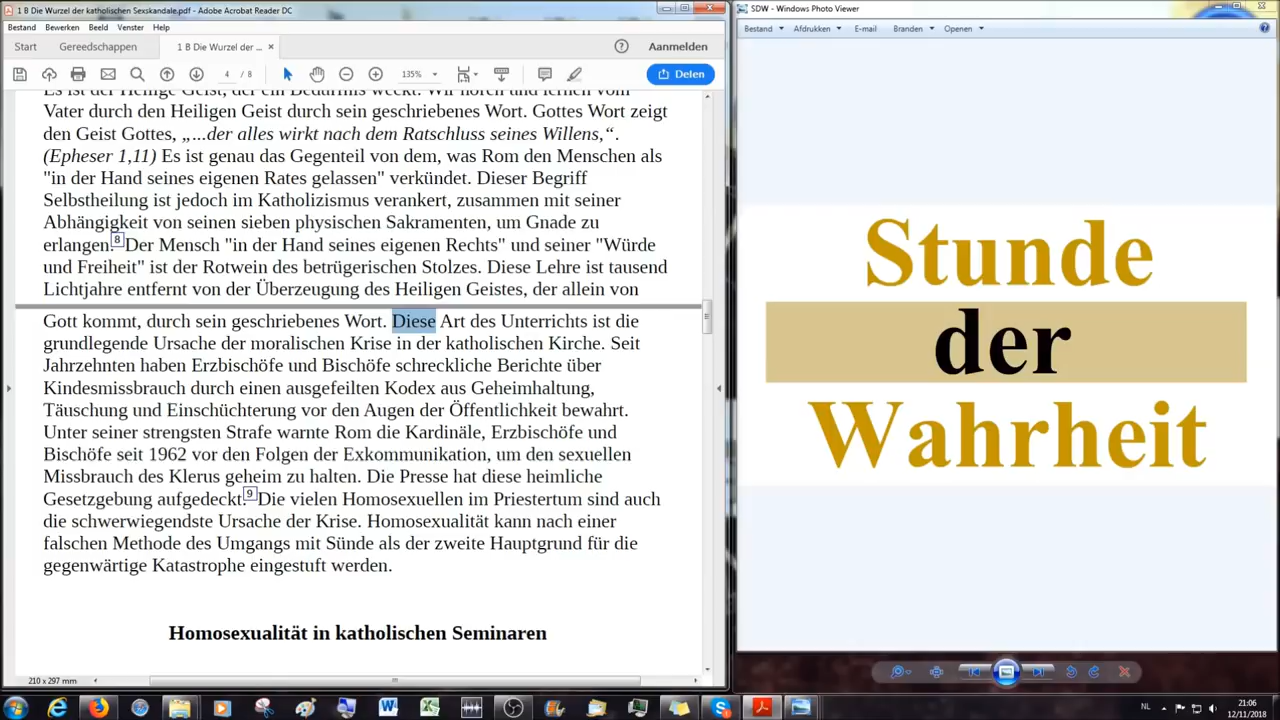 1 B Die Wurzel der katholischen Sexskandale.pdf - Adobe Acrobat Reader DC
Bestand Bewerken Beeld Venster Help
Start Gereedschappen 1 B Die Wurzel der ... × Aanmelden
4 / 8 135% Delen
Es ist der Heilige Geist, der ein Bedürfnis weckt. Wir hören und lernen vom
Vater durch den Heiligen Geist durch sein geschriebenes Wort. Gottes Wort zeigt
den Geist Gottes, „...der alles wirkt nach dem Ratschluss seines Willens,“.
(Epheser 1,11) Es ist genau das Gegenteil von dem, was Rom den Menschen als
"in der Hand seines eigenen Rates gelassen" verkündet. Dieser Begriff
Selbstheilung ist jedoch im Katholizismus verankert, zusammen mit seiner
Abhängigkeit von seinen sieben physischen Sakramenten, um Gnade zu
erlangen.8 Der Mensch "in der Hand seines eigenen Rechts" und seiner "Würde
und Freiheit" ist der Rotwein des betrügerischen Stolzes. Diese Lehre ist tausend
Lichtjahre entfernt von der Überzeugung des Heiligen Geistes, der allein von
Gott kommt, durch sein geschriebenes Wort. Diese Art des Unterrichts ist die
grundlegende Ursache der moralischen Krise in der katholischen Kirche. Seit
Jahrzehnten haben Erzbischöfe und Bischöfe schreckliche Berichte über
Kindesmissbrauch durch einen ausgefeilten Kodex aus Geheimhaltung,
Täuschung und Einschüchterung vor den Augen der Öffentlichkeit bewahrt.
Unter seiner strengsten Strafe warnte Rom die Kardinäle, Erzbischöfe und
Bischöfe seit 1962 vor den Folgen der Exkommunikation, um den sexuellen
Missbrauch des Klerus geheim zu halten. Die Presse hat diese heimliche
Gesetzgebung aufgedeckt.9 Die vielen Homosexuellen im Priestertum sind auch
die schwerwiegendste Ursache der Krise. Homosexualität kann nach einer
falschen Methode des Umgangs mit Sünde als der zweite Hauptgrund für die
gegenwärtige Katastrophe eingestuft werden.
Homosexualität in katholischen Seminaren
210 x 297 mm
SDW - Windows Photo Viewer
Bestand Afdrukken E-mail Branden Openen
Stunde
der
Wahrheit
NL 21:06
12/11/2018